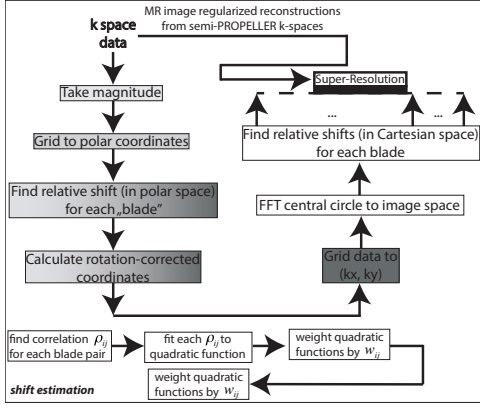 MR image regularized reconstructions
from semi-PROPELLER k-spaces
k space
data
Take magnitude
Grid to polar coordinates
Find relative shift (in polar space)
for each „blade”
Calculate rotation-corrected
coordinates
Super-Resolution
... ... ...
Find relative shifts (in Cartesian space)
for each blade
FFT central circle to image space
Grid data to
(kx, ky)
find correlation ρij
for each blade pair
fit each ρij to
quadratic function
weight quadratic
functions by wij
weight quadratic
functions by wij
shift estimation